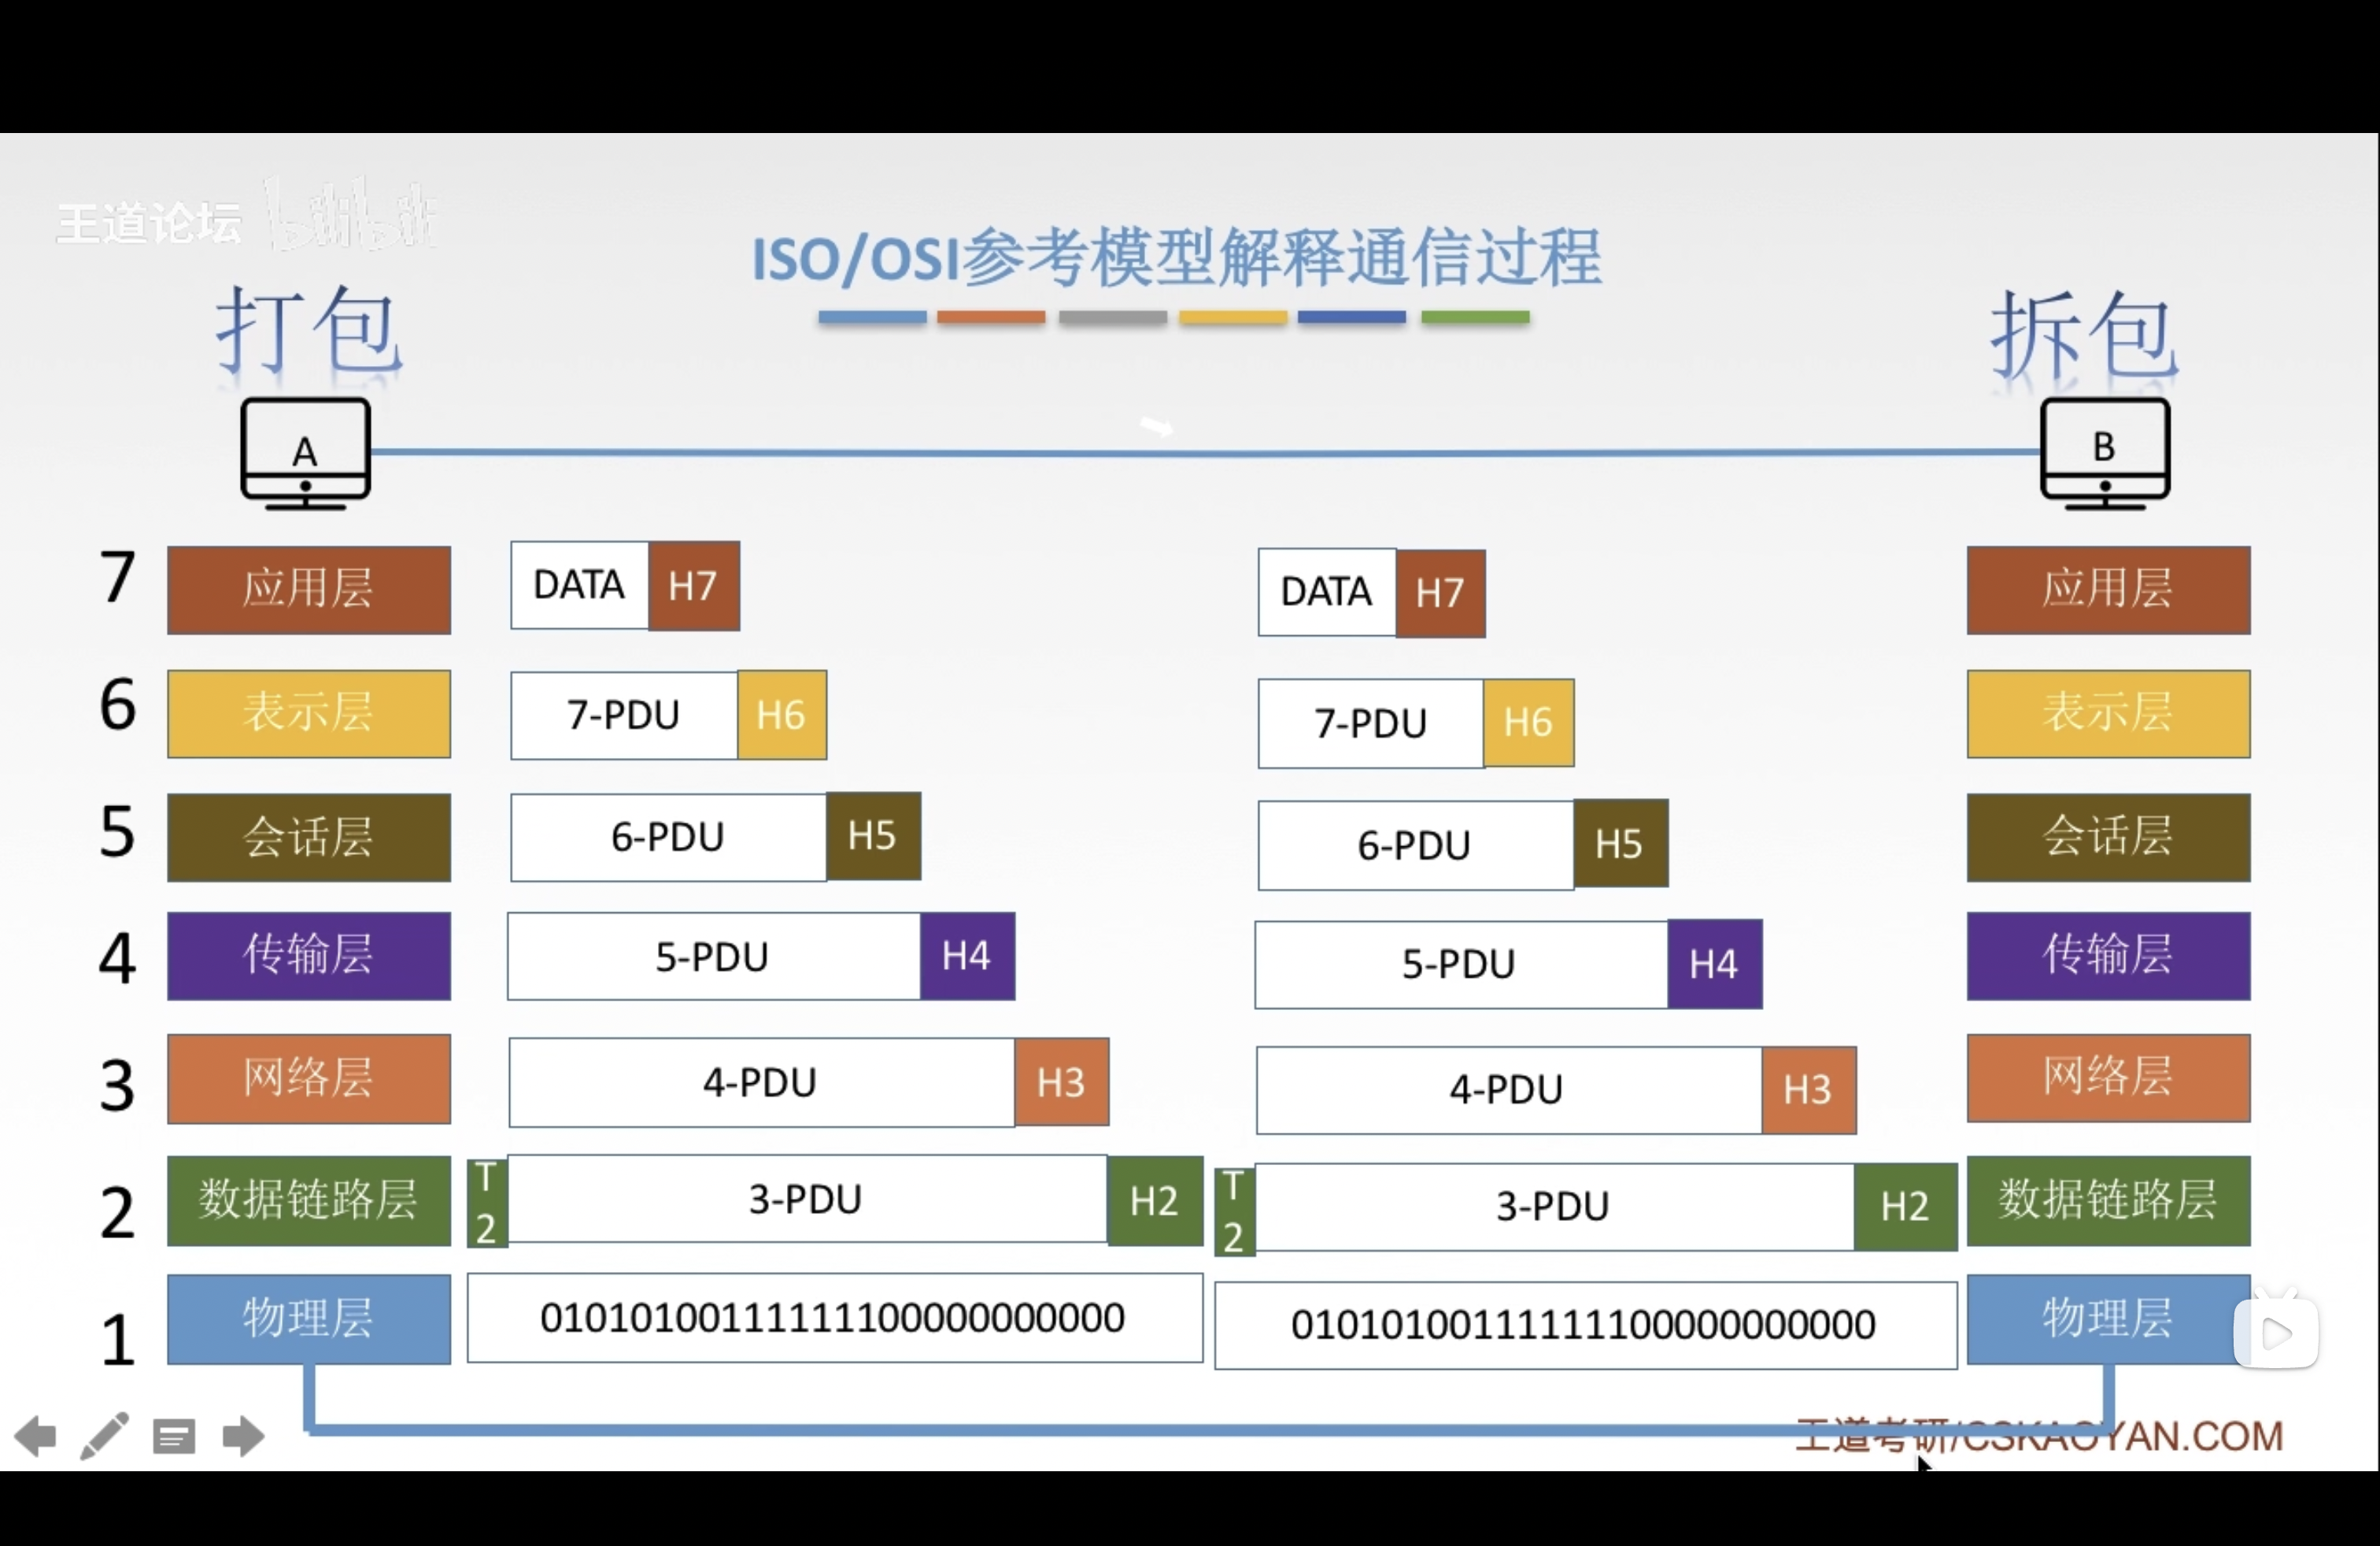 王道论坛 bilibili
ISO/OSI参考模型解释通信过程
打包
拆包
A
B
7 应用层 DATA H7 DATA H7 应用层
6 表示层 7-PDU H6 7-PDU H6 表示层
5 会话层 6-PDU H5 6-PDU H5 会话层
4 传输层 5-PDU H4 5-PDU H4 传输层
3 网络层 4-PDU H3 4-PDU H3 网络层
2 数据链路层 T2 3-PDU H2 T2 3-PDU H2 数据链路层
1 物理层 01010100111111100000000000 01010100111111100000000000 物理层
王道考研/CSKAOYAN.COM